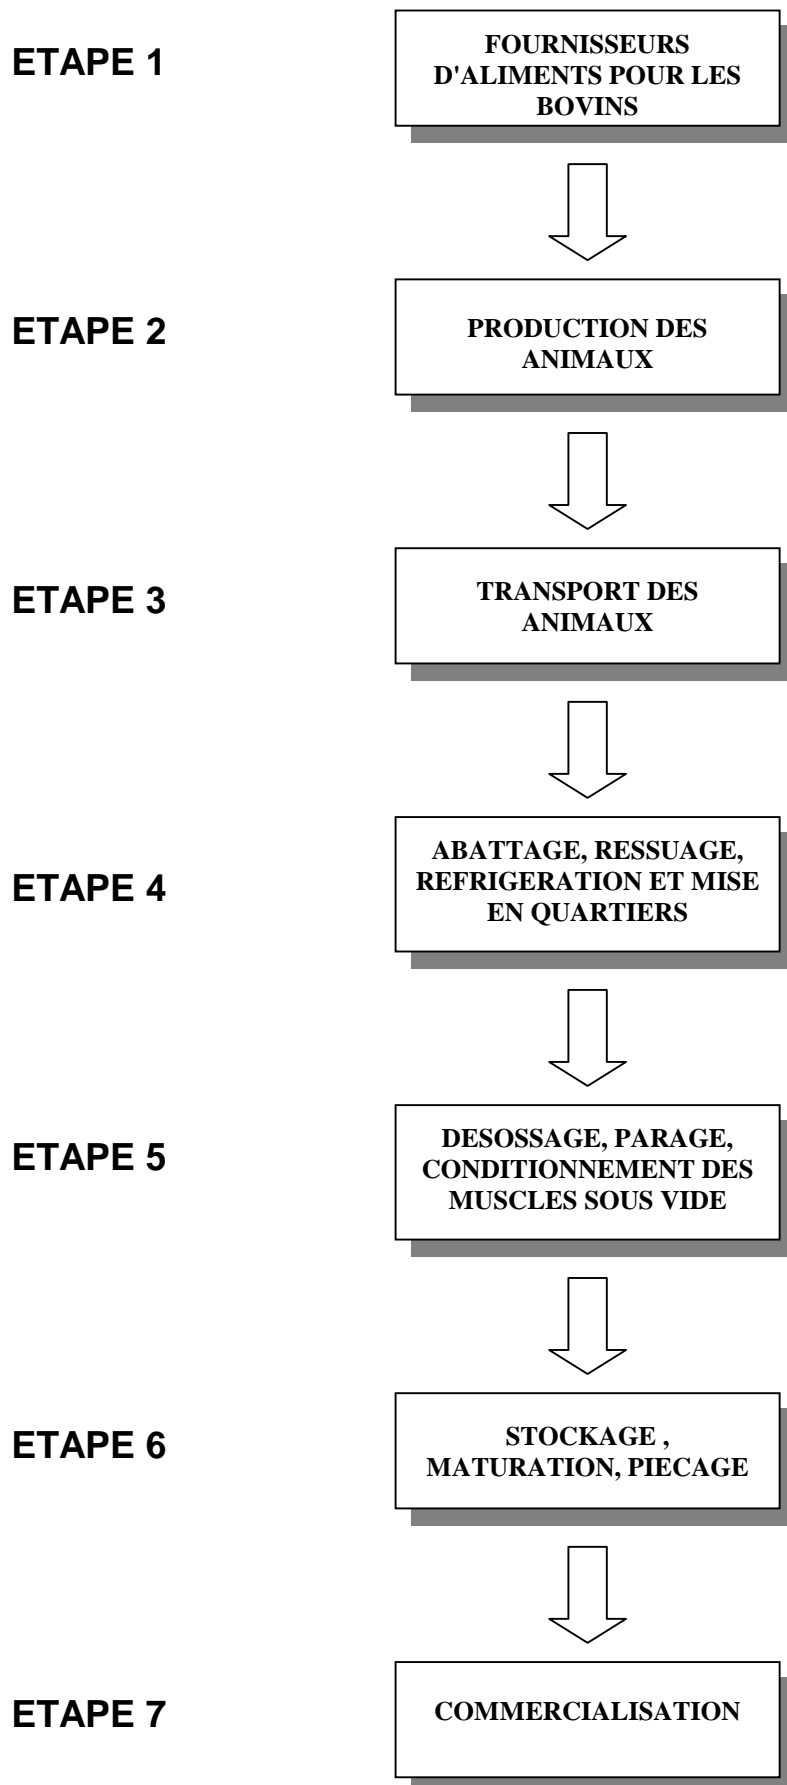 ETAPE 1
FOURNISSEURS
D'ALIMENTS POUR LES
BOVINS
ETAPE 2
PRODUCTION DES
ANIMAUX
ETAPE 3
TRANSPORT DES
ANIMAUX
ETAPE 4
ABATTAGE, RESSUAGE,
REFRIGERATION ET MISE
EN QUARTIERS
ETAPE 5
DESOSSAGE, PARAGE,
CONDITIONNEMENT DES
MUSCLES SOUS VIDE
ETAPE 6
STOCKAGE ,
MATURATION, PIECAGE
ETAPE 7
COMMERCIALISATION